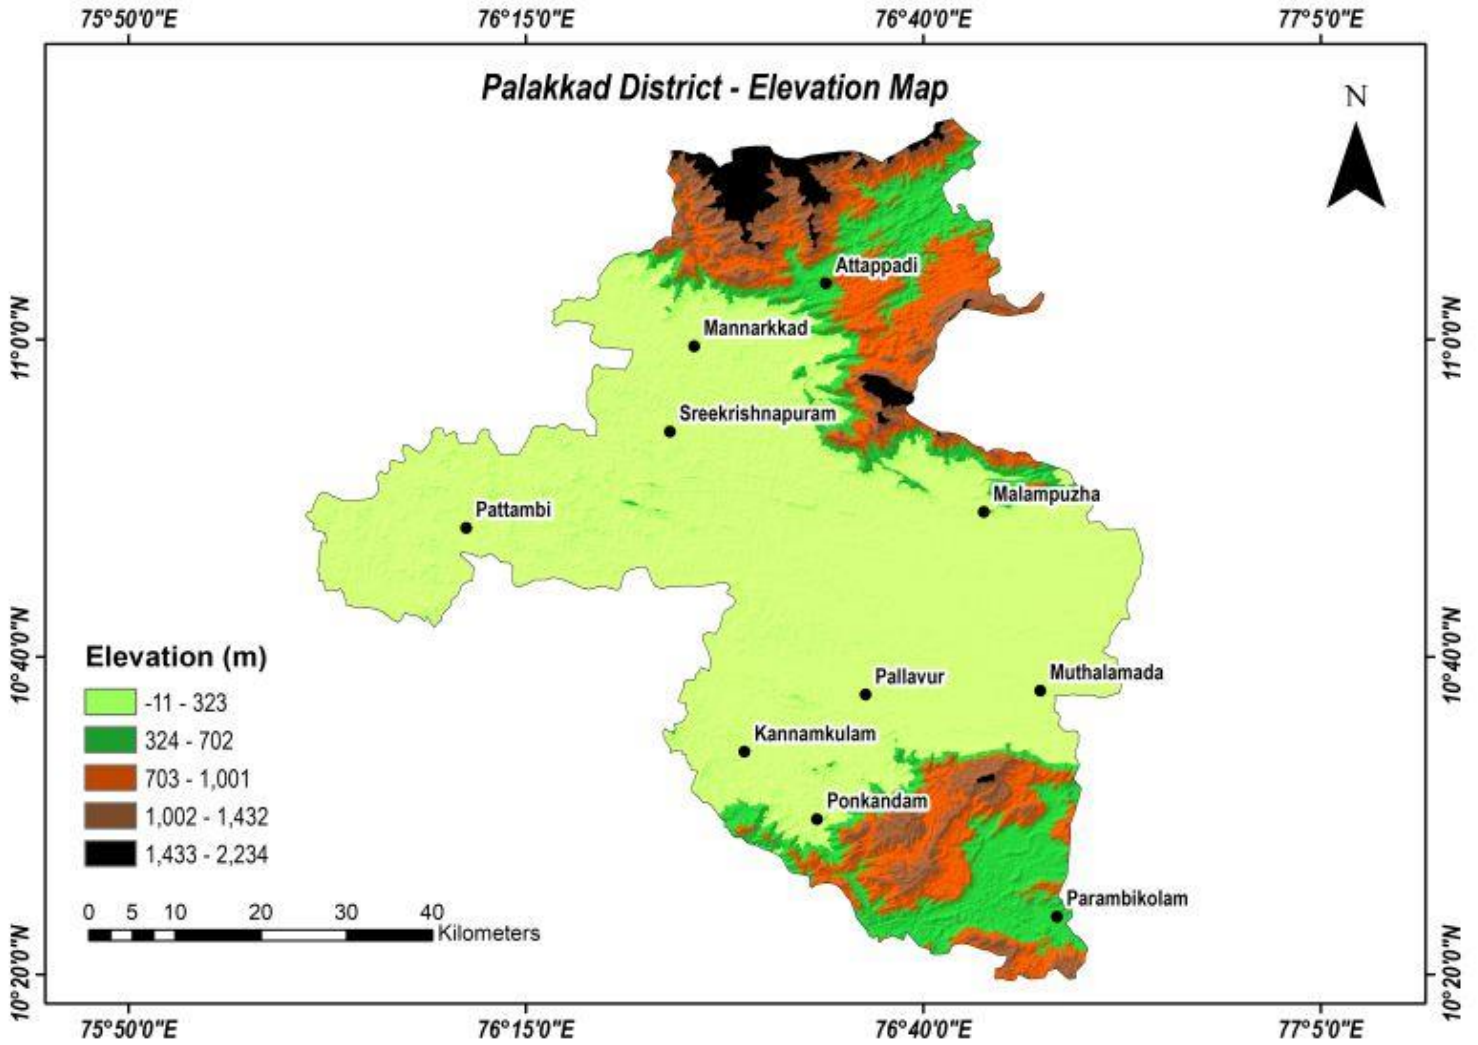 75°50'0"E 76°15'0"E 76°40'0"E 77°5'0"E
Palakkad District - Elevation Map
N
Attappadi
11°0'0"N
Mannarkkad
11°0'0"N
Sreekrishnapuram
Malampuzha
Pattambi
10°40'0"N
Elevation (m)
-11 - 323
324 - 702
703 - 1,001
1,002 - 1,432
1,433 - 2,234
Pallavur
Muthalamada
10°40'0"N
Kannamkulam
Ponkandam
Parambikolam
0 5 10 20 30 40
Kilometers
10°20'0"N
10°20'0"N
75°50'0"E 76°15'0"E 76°40'0"E 77°5'0"E